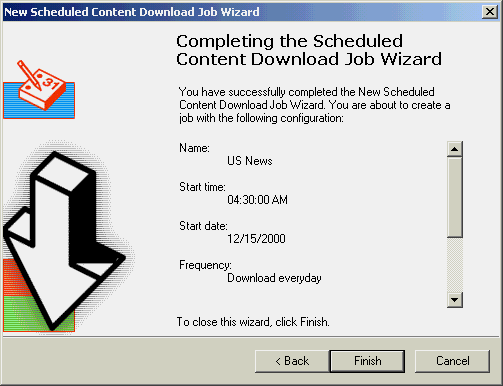 New Scheduled Content Download Job Wizard
Completing the Scheduled
Content Download Job Wizard
31
You have successfully completed the New Scheduled
Content Download Job Wizard. You are about to create a
job with the following configuration:
Name:
US News
Start time:
04:30:00 AM
Start date:
12/15/2000
Frequency:
Download everyday
To close this wizard, click Finish.
< Back
Finish
Cancel